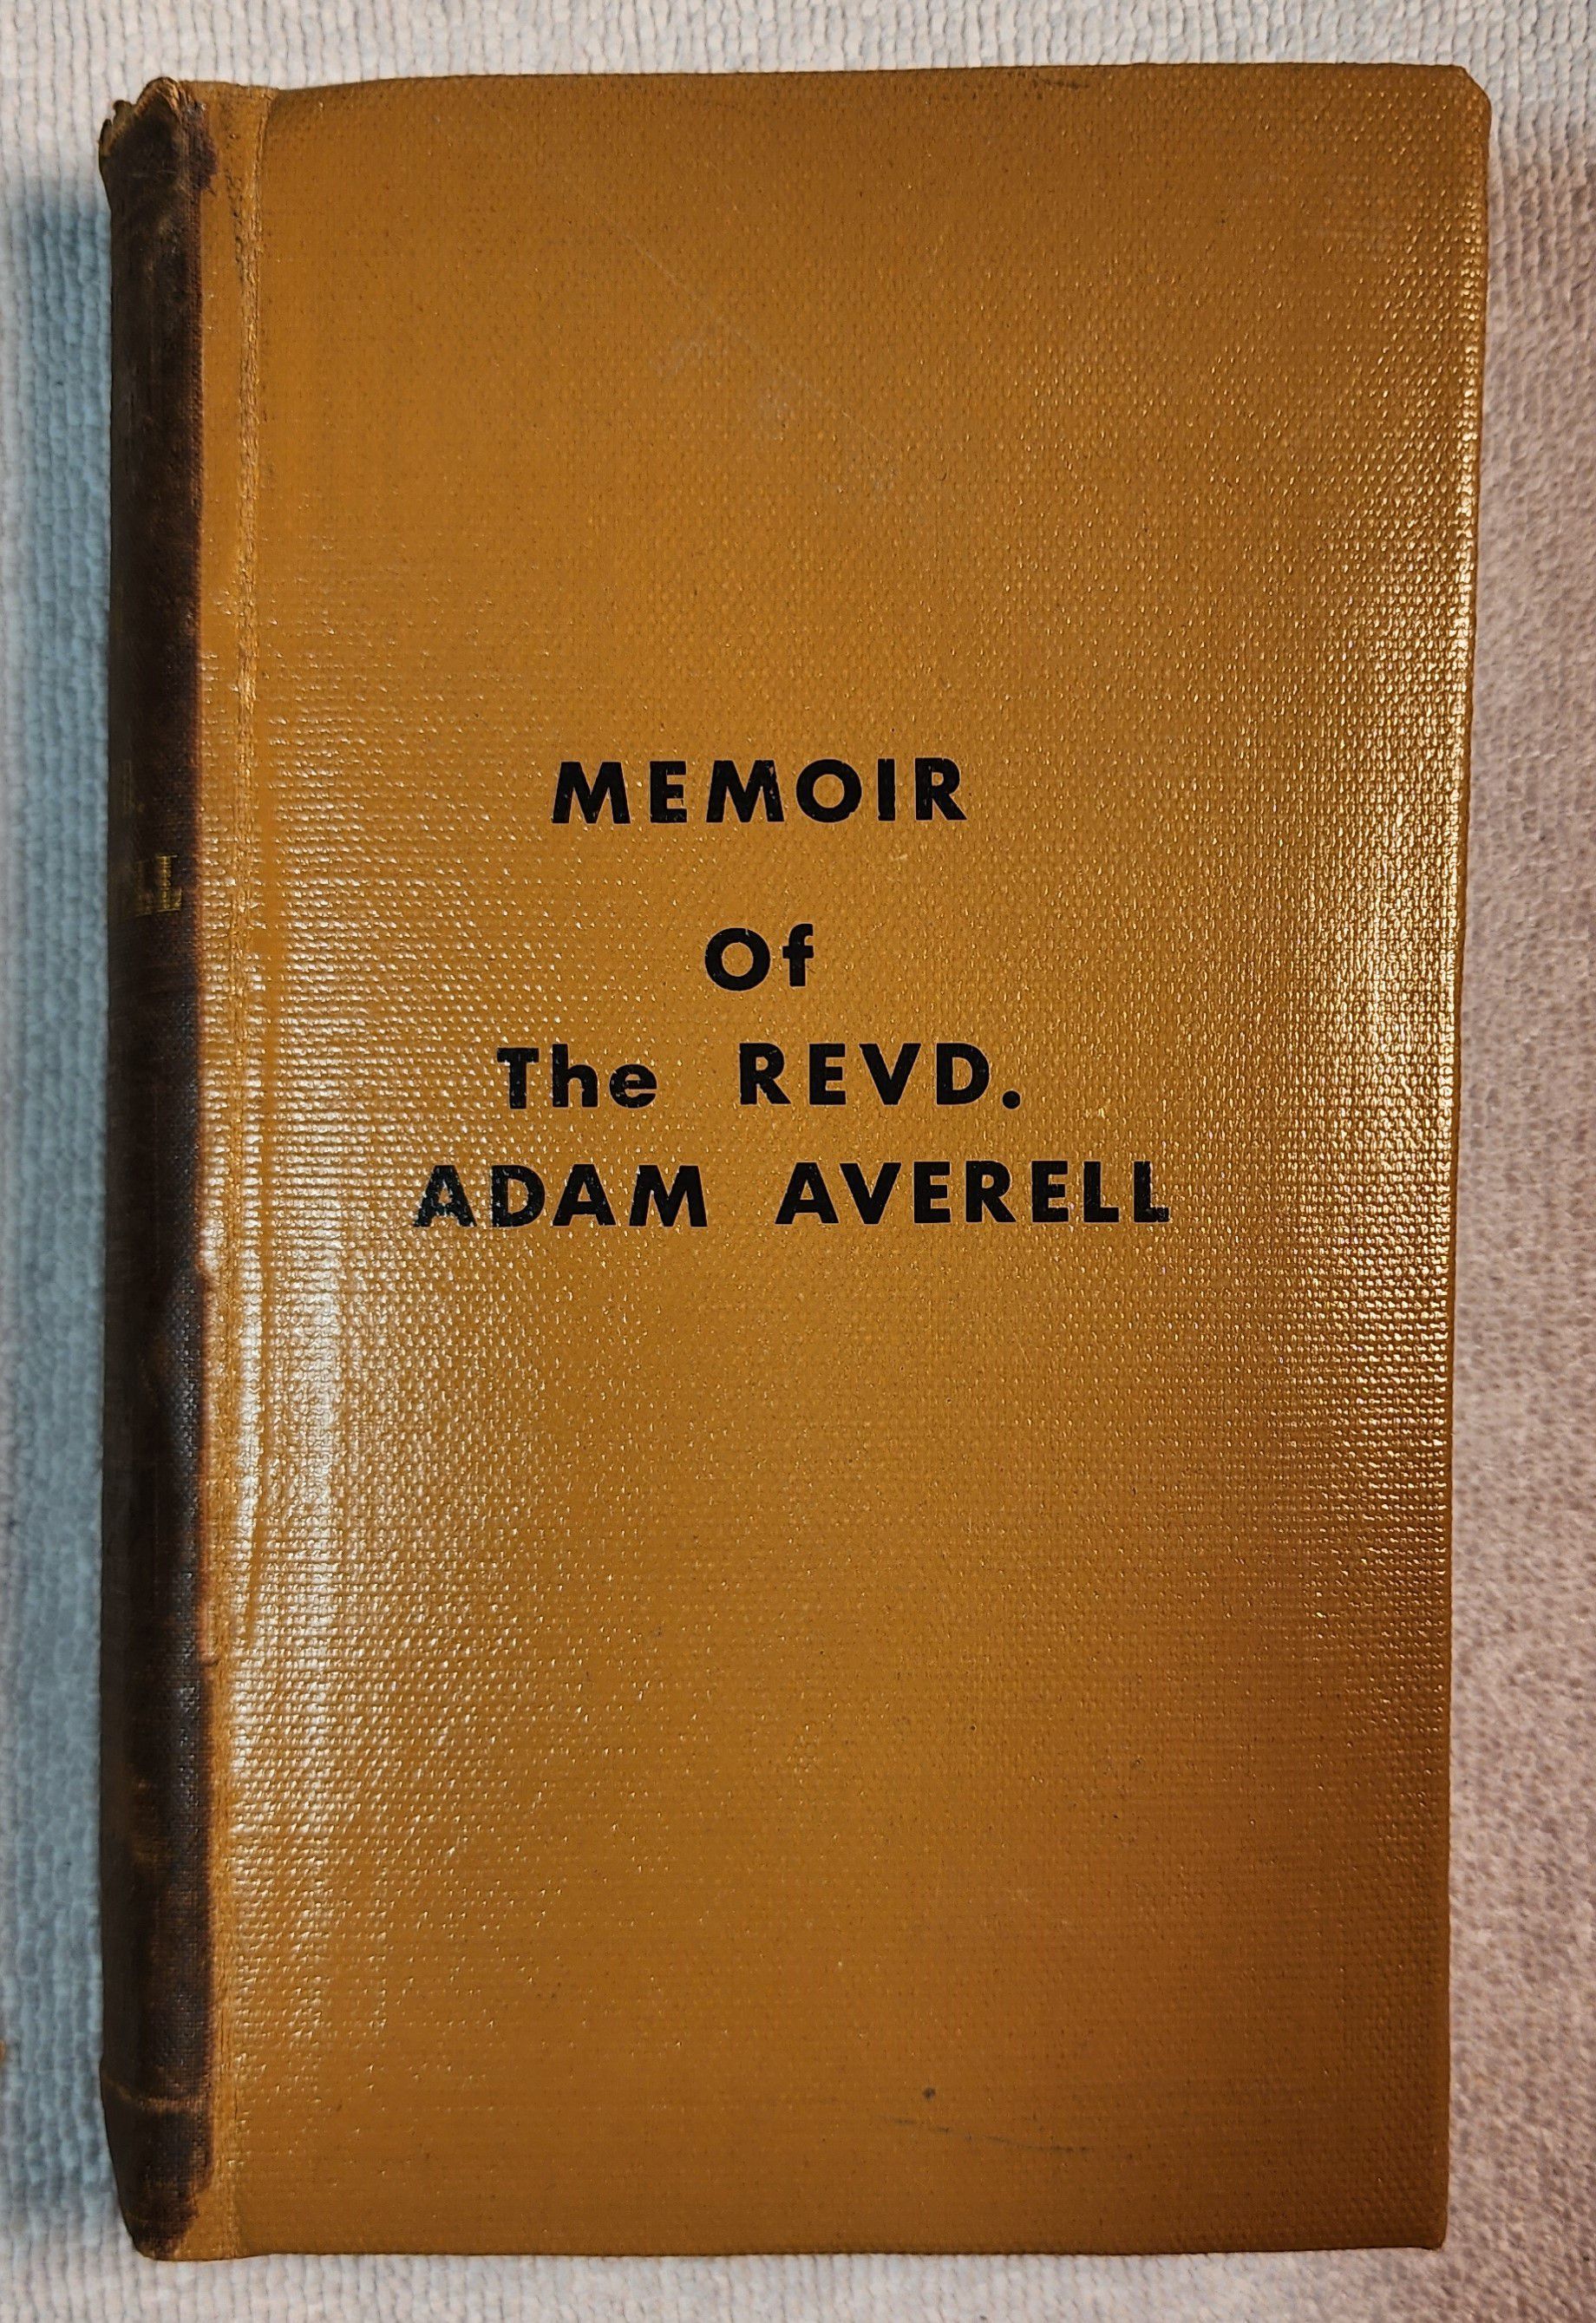 MEMOIR
Of
The REVD.
ADAM AVERELL